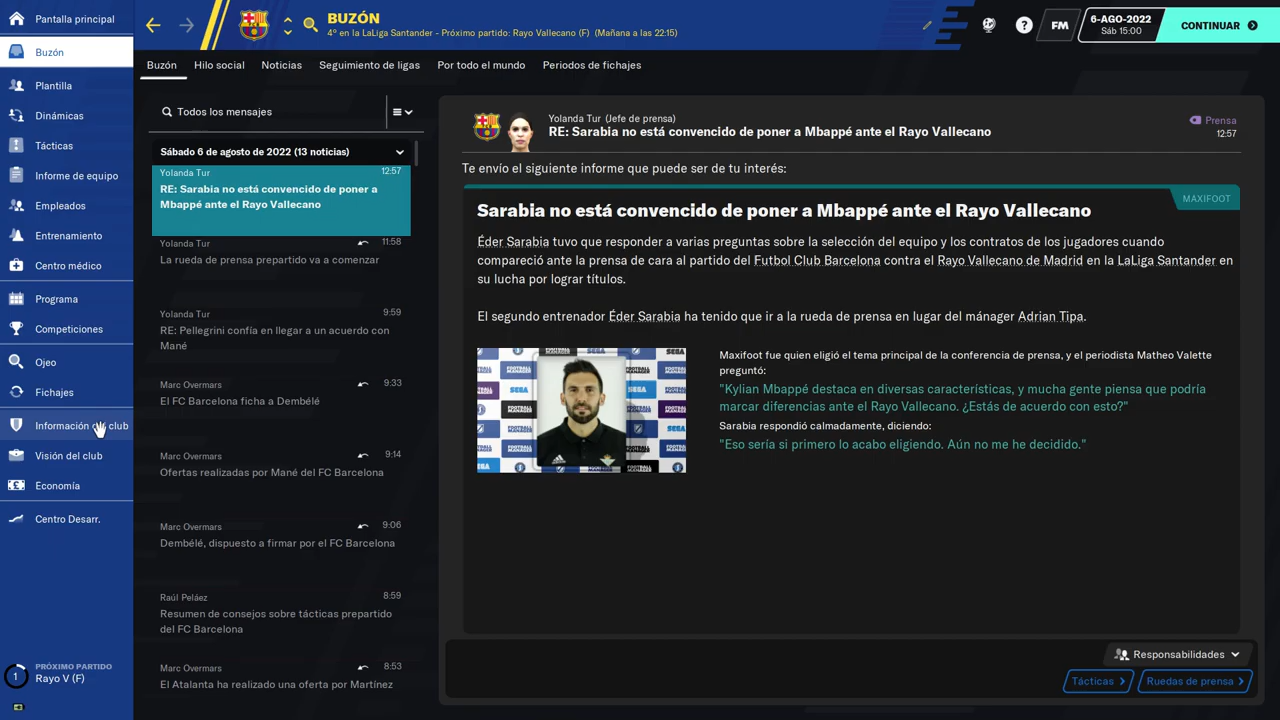 Pantalla principal
Buzón
Plantilla
Dinámicas
Tácticas
Informe de equipo
Empleados
Entrenamiento
Centro médico
Programa
Competiciones
Ojeo
Fichajes
Información del club
Visión del club
Economía
Centro Desarr.
1
PRÓXIMO PARTIDO
Rayo V (F)
BUZÓN
4º en la LaLiga Santander - Próximo partido: Rayo Vallecano (F) (Mañana a las 22:15)
?
FM
6-AGO-2022
Sáb 15:00
CONTINUAR
Buzón
Hilo social
Noticias
Seguimiento de ligas
Por todo el mundo
Periodos de fichajes
Todos los mensajes
Sábado 6 de agosto de 2022 (13 noticias)
Yolanda Tur 12:57
RE: Sarabia no está convencido de poner a
Mbappé ante el Rayo Vallecano
Yolanda Tur 11:58
La rueda de prensa prepartido va a comenzar
Yolanda Tur 9:59
RE: Pellegrini confía en llegar a un acuerdo con
Mané
Marc Overmars 9:33
El FC Barcelona ficha a Dembélé
Marc Overmars 9:14
Ofertas realizadas por Mané del FC Barcelona
Marc Overmars 9:06
Dembélé, dispuesto a firmar por el FC Barcelona
Raúl Peláez 8:59
Resumen de consejos sobre tácticas prepartido
del FC Barcelona
Marc Overmars 8:53
El Atalanta ha realizado una oferta por Martínez
Yolanda Tur (Jefe de prensa)
RE: Sarabia no está convencido de poner a Mbappé ante el Rayo Vallecano
Prensa
12:57
Te envío el siguiente informe que puede ser de tu interés:
MAXIFOOT
Sarabia no está convencido de poner a Mbappé ante el Rayo Vallecano
Éder Sarabia tuvo que responder a varias preguntas sobre la selección del equipo y los contratos de los jugadores cuando
compareció ante la prensa de cara al partido del Futbol Club Barcelona contra el Rayo Vallecano de Madrid en la LaLiga Santander en
su lucha por lograr títulos.
El segundo entrenador Éder Sarabia ha tenido que ir a la rueda de prensa en lugar del mánager Adrian Tipa.
SEGA
Maxifoot fue quien eligió el tema principal de la conferencia de prensa, y el periodista Matheo Valette
preguntó:
"Kylian Mbappé destaca en diversas características, y mucha gente piensa que podría
marcar diferencias ante el Rayo Vallecano. ¿Estás de acuerdo con esto?"
Sarabia respondió calmadamente, diciendo:
"Eso sería si primero lo acabo eligiendo. Aún no me he decidido."
Responsabilidades
Tácticas
Ruedas de prensa